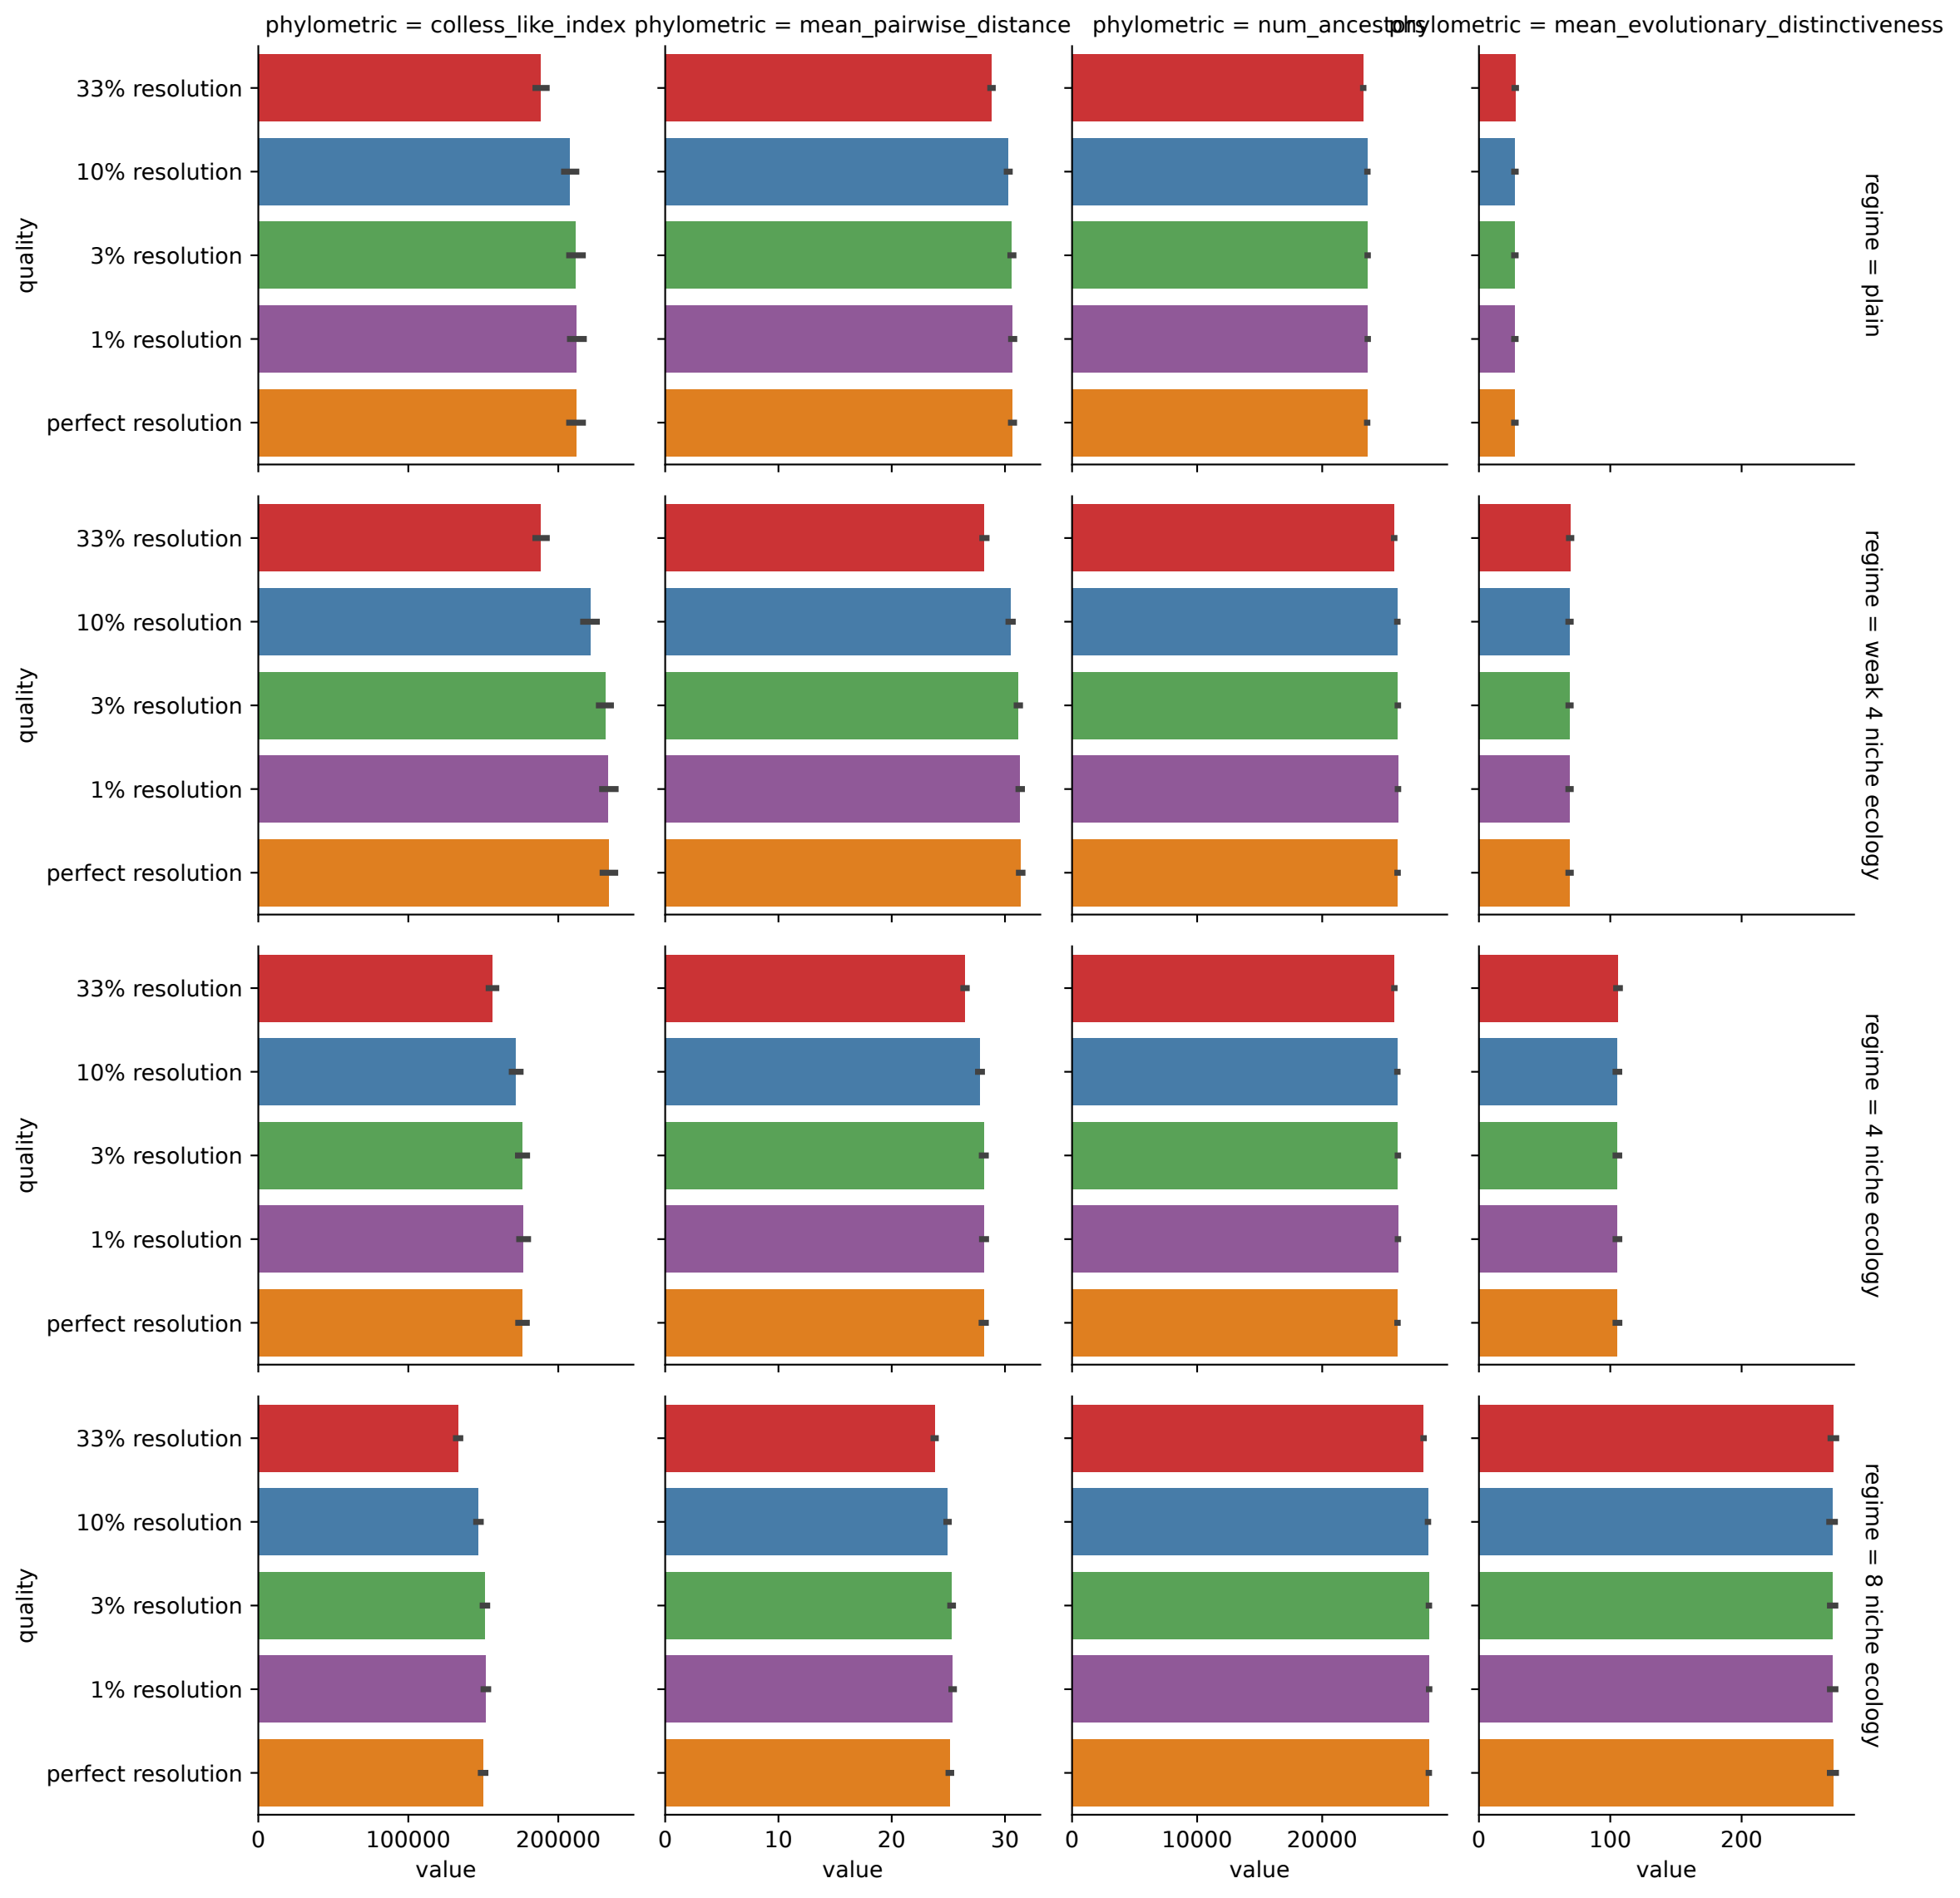 phylometric = colless_like_index
phylometric = mean_pairwise_distance
phylometric = num_ancestors
phylometric = mean_evolutionary_distinctiveness
quality
33% resolution
10% resolution
3% resolution
1% resolution
perfect resolution
regime = plain
quality
33% resolution
10% resolution
3% resolution
1% resolution
perfect resolution
regime = weak 4 niche ecology
quality
33% resolution
10% resolution
3% resolution
1% resolution
perfect resolution
regime = 4 niche ecology
quality
33% resolution
10% resolution
3% resolution
1% resolution
perfect resolution
regime = 8 niche ecology
0 100000 200000
0 10 20 30
0 10000 20000
0 100 200
value
value
value
value